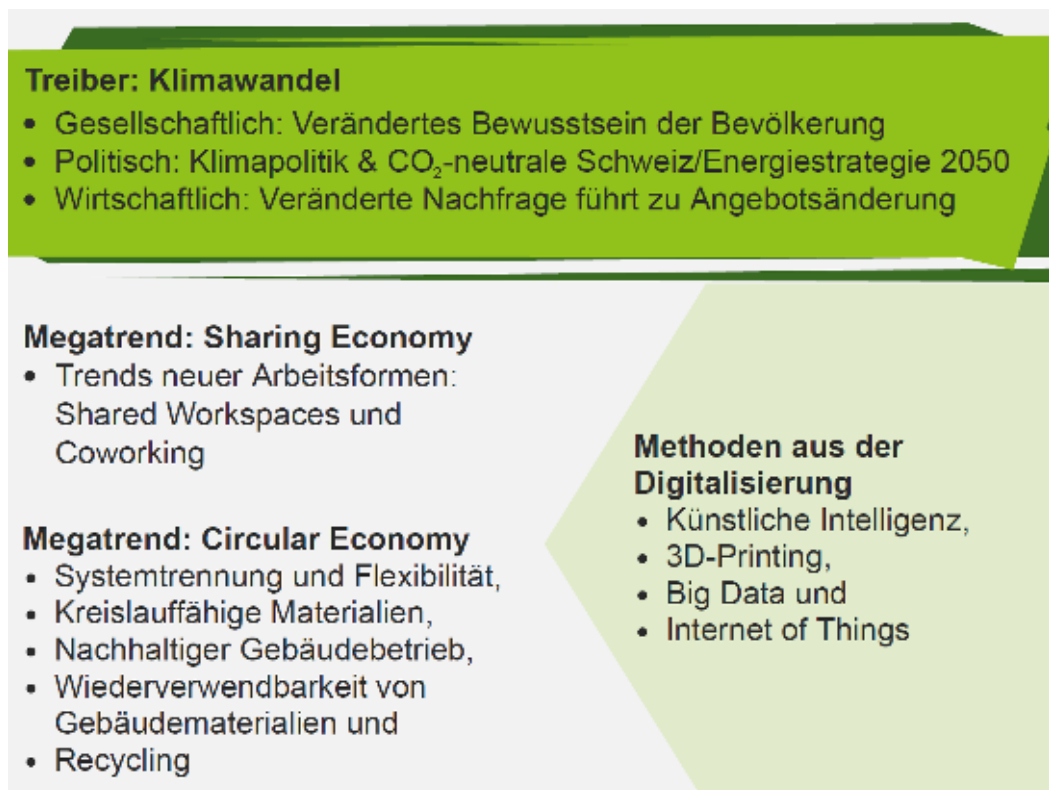 Treiber: Klimawandel
• Gesellschaftlich: Verändertes Bewusstsein der Bevölkerung
• Politisch: Klimapolitik & CO₂-neutrale Schweiz/Energiestrategie 2050
• Wirtschaftlich: Veränderte Nachfrage führt zu Angebotsänderung
Megatrend: Sharing Economy
• Trends neuer Arbeitsformen:
Shared Workspaces und
Coworking
Megatrend: Circular Economy
• Systemtrennung und Flexibilität,
• Kreislauffähige Materialien,
• Nachhaltiger Gebäudebetrieb,
• Wiederverwendbarkeit von
Gebäudematerialien und
• Recycling
Methoden aus der
Digitalisierung
• Künstliche Intelligenz,
• 3D-Printing,
• Big Data und
• Internet of Things